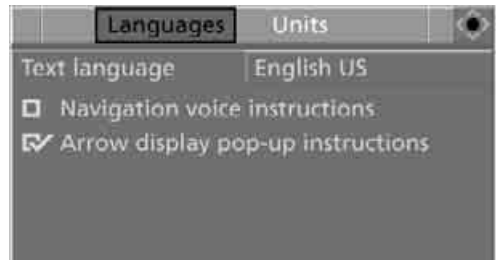 Languages Units
Text language English US
Navigation voice instructions
Arrow display pop-up instructions